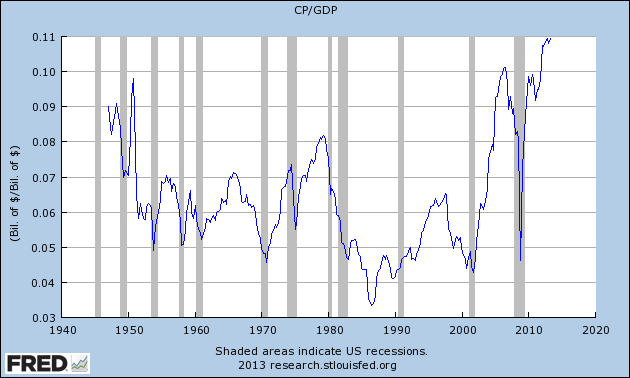 CP/GDP
0.11
0.10
0.09
0.08
0.07
0.06
0.05
0.04
0.03
(Bil. of $/Bil. of $)
1940 1950 1960 1970 1980 1990 2000 2010 2020
Shaded areas indicate US recessions.
2013 research.stlouisfed.org
FRED